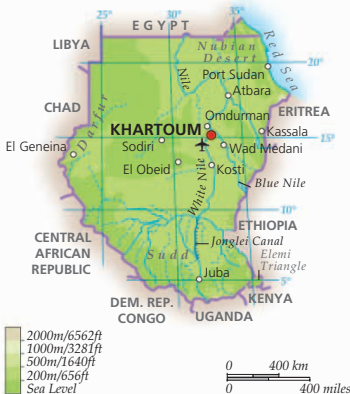 25°
30°
35°
EGYPT
LIBYA
Nubian
Desert
Red Sea
20°
Nile
Port Sudan
Atbara
CHAD
Darfur
Omdurman
ERITREA
KHARTOUM
Kassala
15°
El Geneina
Sodiri
Wad Medani
El Obeid
Kosti
White Nile
Blue Nile
10°
ETHIOPIA
CENTRAL
AFRICAN
REPUBLIC
Sudd
Jonglei Canal
Elemi
Triangle
Juba
5°
DEM. REP.
CONGO
UGANDA
KENYA
2000m/6562ft
1000m/3281ft
500m/1640ft
200m/656ft
Sea Level
0 400 km
0 400 miles